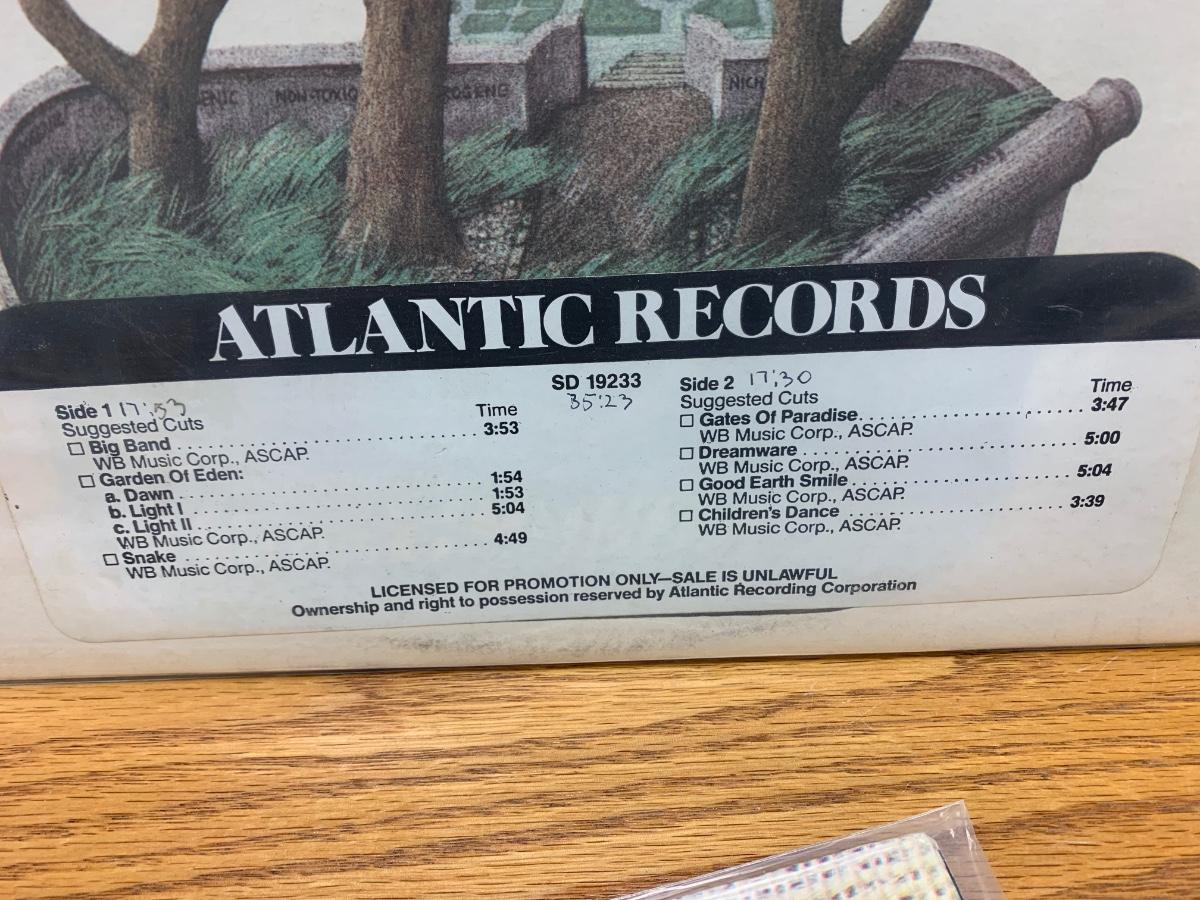 NON-TOXIC
ATLANTIC RECORDS
SD 19233
35:23
Side 1 17:53
Suggested Cuts
Time
☐ Big Band 3:53
WB Music Corp., ASCAP.
☐ Garden Of Eden:
a. Dawn 1:54
b. Light I 1:53
c. Light II 5:04
WB Music Corp., ASCAP.
☐ Snake 4:49
WB Music Corp., ASCAP.
Side 2 17:30
Suggested Cuts
Time
☐ Gates Of Paradise 3:47
WB Music Corp., ASCAP.
☐ Dreamware 5:00
WB Music Corp., ASCAP.
☐ Good Earth Smile 5:04
WB Music Corp., ASCAP.
☐ Children's Dance 3:39
WB Music Corp., ASCAP.
LICENSED FOR PROMOTION ONLY—SALE IS UNLAWFUL
Ownership and right to possession reserved by Atlantic Recording Corporation